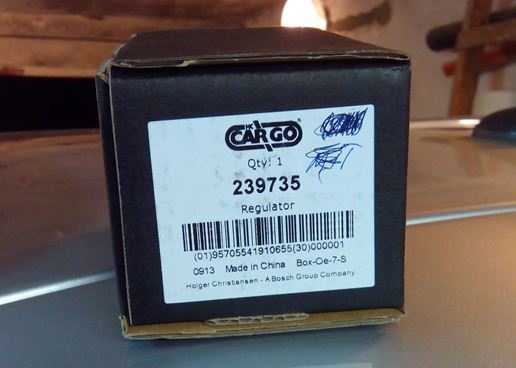 HC
CARGO
Qty: 1
239735
Regulator
(01)95705541910655(30)000001
0913 Made in China Box-Oe-7-S
Holger Christiansen - A Bosch Group Company